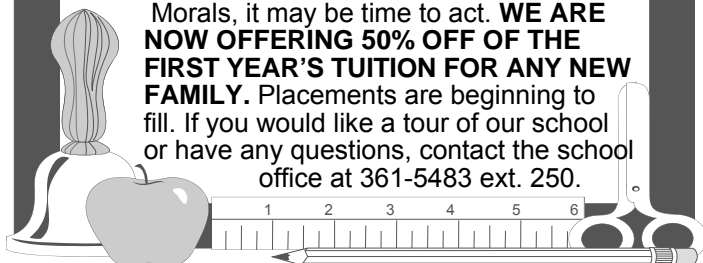 Morals, it may be time to act. WE ARE
NOW OFFERING 50% OFF OF THE
FIRST YEAR'S TUITION FOR ANY NEW
FAMILY. Placements are beginning to
fill. If you would like a tour of our school
or have any questions, contact the school
office at 361-5483 ext. 250.
1 2 3 4 5 6